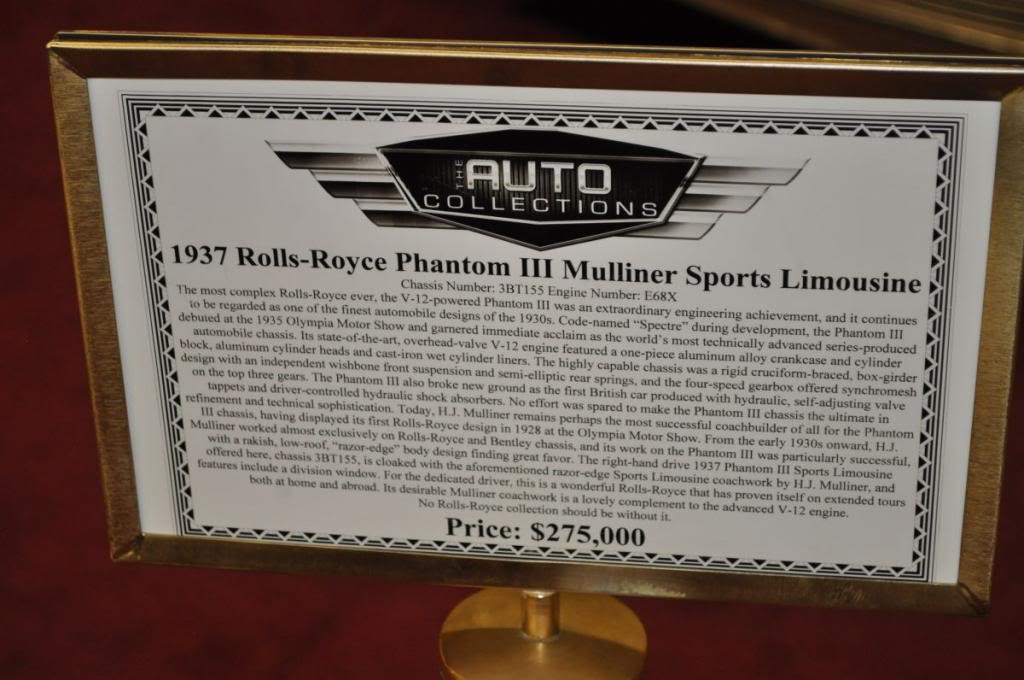 THE AUTO
COLLECTIONS
1937 Rolls-Royce Phantom III Mulliner Sports Limousine
Chassis Number: 3BT155 Engine Number: E68X
The most complex Rolls-Royce ever, the V-12-powered Phantom III was an extraordinary engineering achievement, and it continues
to be regarded as one of the finest automobile designs of the 1930s. Code-named “Spectre” during development, the Phantom III
debuted at the 1935 Olympia Motor Show and garnered immediate acclaim as the world’s most technically advanced series-produced
automobile chassis. Its state-of-the-art, overhead-valve V-12 engine featured a one-piece aluminum alloy crankcase and cylinder
block, aluminum cylinder heads and cast-iron wet cylinder liners. The highly capable chassis was a rigid cruciform-braced, box-girder
design with an independent wishbone front suspension and semi-elliptic rear springs, and the four-speed gearbox offered synchromesh
on the top three gears. The Phantom III also broke new ground as the first British car produced with hydraulic, self-adjusting valve
tappets and driver-controlled hydraulic shock absorbers. No effort was spared to make the Phantom III chassis the ultimate in
refinement and technical sophistication. Today, H.J. Mulliner remains perhaps the most successful coachbuilder of all for the Phantom
III chassis, having displayed its first Rolls-Royce design in 1928 at the Olympia Motor Show. From the early 1930s onward, H.J.
Mulliner worked almost exclusively on Rolls-Royce and Bentley chassis, and its work on the Phantom III was particularly successful,
with a rakish, low-roof, “razor-edge” body design finding great favor. The right-hand drive 1937 Phantom III Sports Limousine
offered here, chassis 3BT155, is cloaked with the aforementioned razor-edge Sports Limousine coachwork by H.J. Mulliner, and
features include a division window. For the dedicated driver, this is a wonderful Rolls-Royce that has proven itself on extended tours
both at home and abroad. Its desirable Mulliner coachwork is a lovely complement to the advanced V-12 engine.
No Rolls-Royce collection should be without it.
Price: $275,000